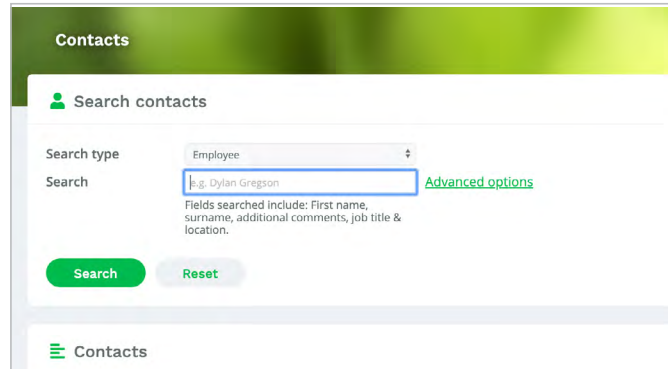 Contacts
Search contacts
Search type
Employee
Search
e.g. Dylan Gregson
Advanced options
Fields searched include: First name,
surname, additional comments, job title &
location.
Search
Reset
Contacts